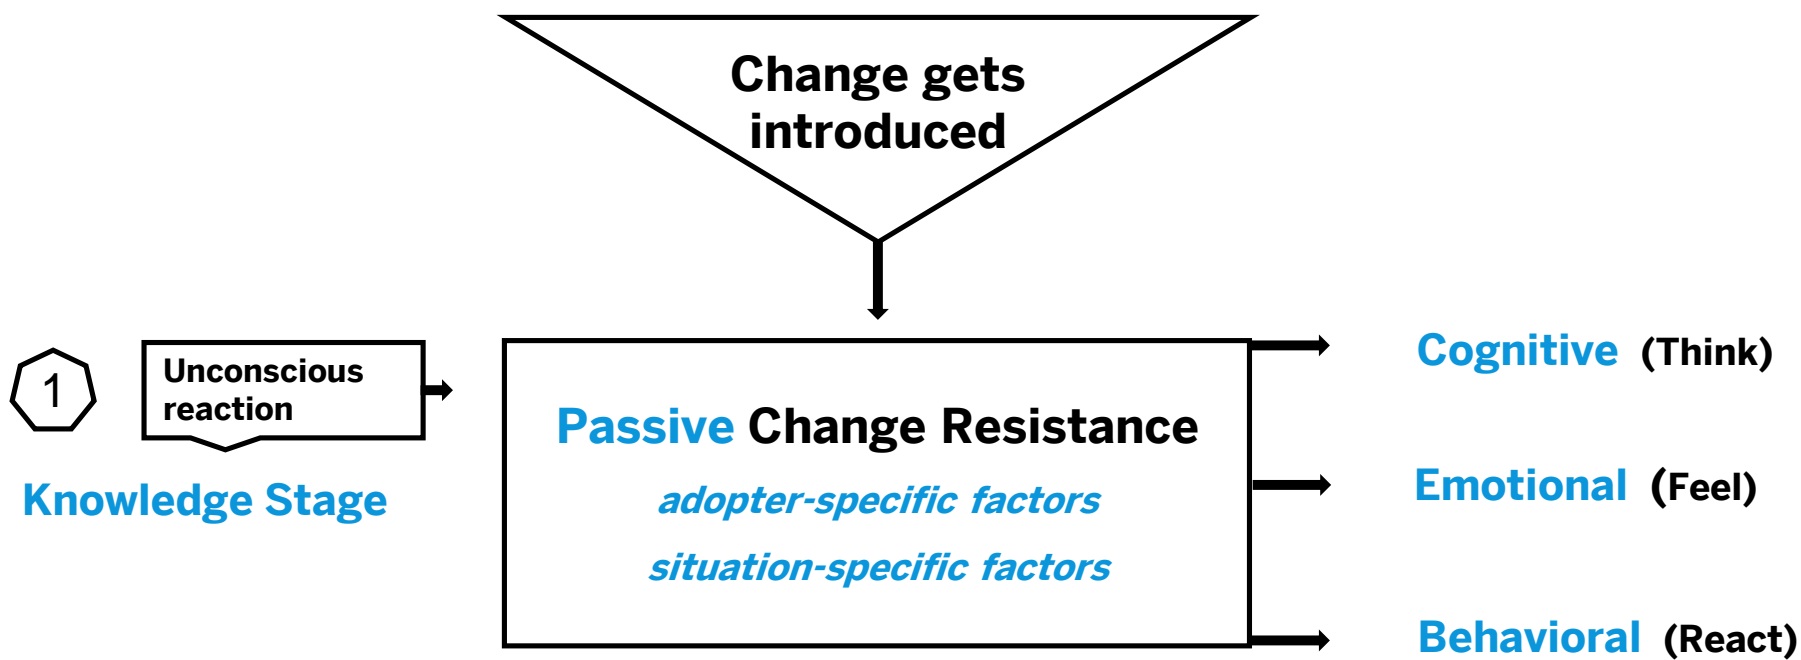 Change gets
introduced
1
Unconscious
reaction
Knowledge Stage
Passive Change Resistance
adopter-specific factors
situation-specific factors
Cognitive (Think)
Emotional (Feel)
Behavioral (React)